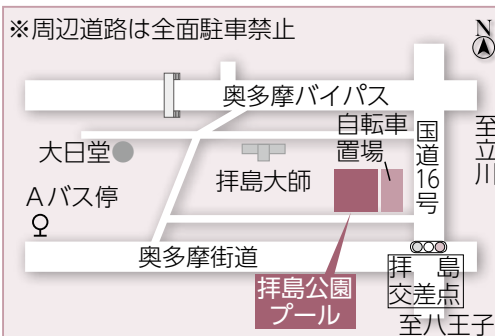 ※周辺道路は全面駐車禁止
N
奥多摩バイパス
自転車
置場
国道16号
至立川
大日堂
拝島大師
Aバス停
奥多摩街道
拝島公園
プール
拝島
交差点
至八王子